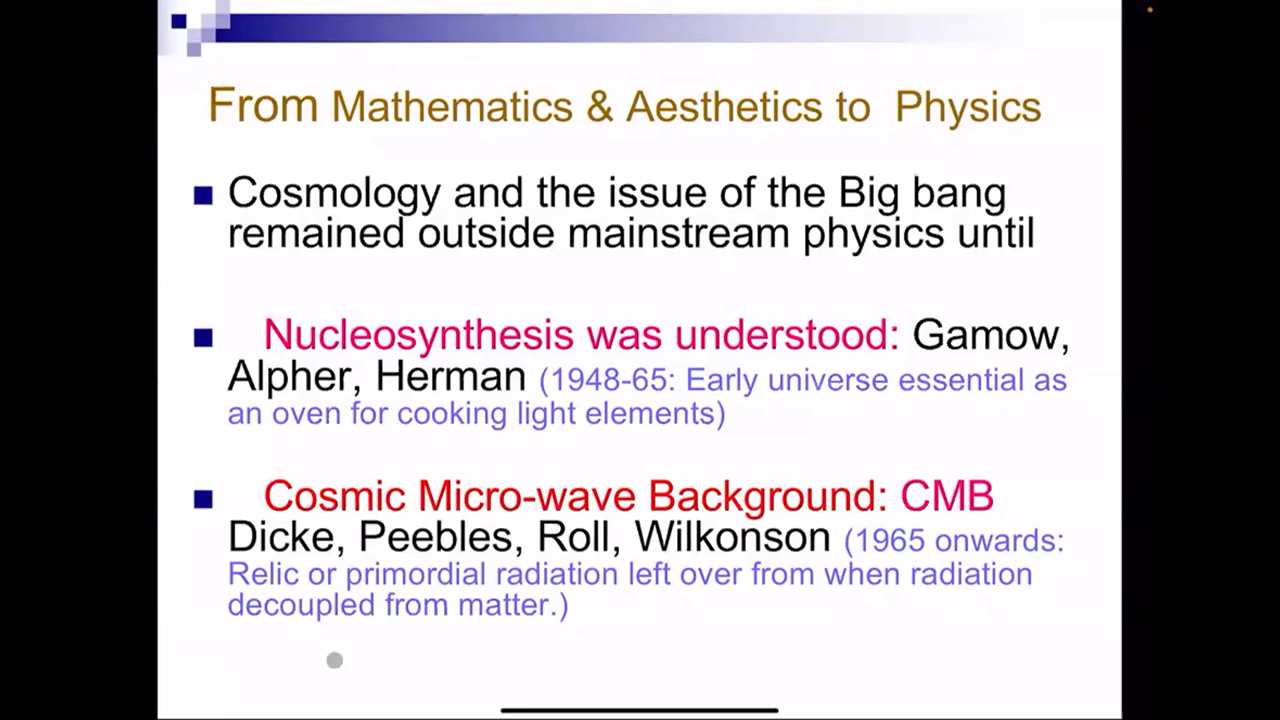 From Mathematics & Aesthetics to Physics
Cosmology and the issue of the Big bang
remained outside mainstream physics until
Nucleosynthesis was understood: Gamow,
Alpher, Herman (1948-65: Early universe essential as
an oven for cooking light elements)
Cosmic Micro-wave Background: CMB
Dicke, Peebles, Roll, Wilkonson (1965 onwards:
Relic or primordial radiation left over from when radiation
decoupled from matter.)